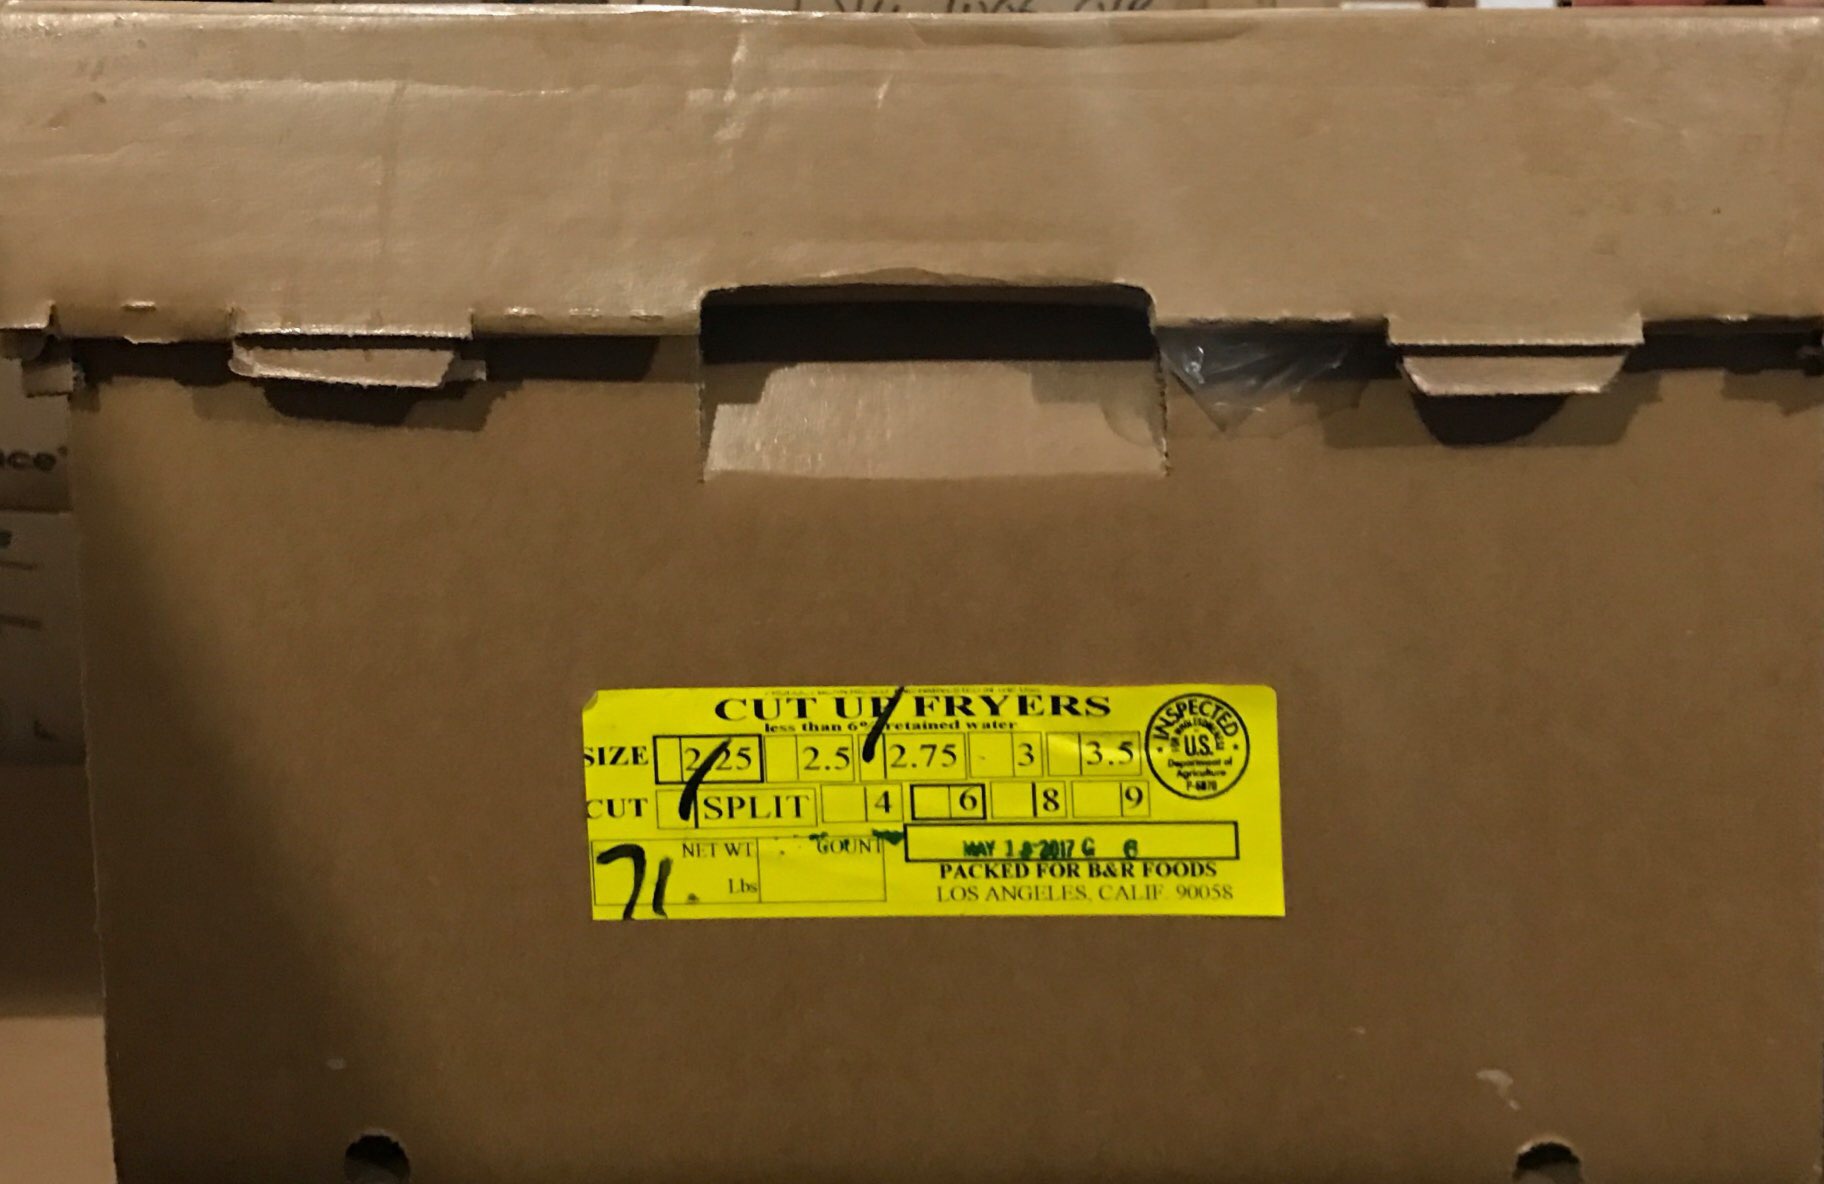 CUT UP FRYERS
less than 6% retained water
SIZE 2.25 2.5 2.75 3 3.5
CUT SPLIT 4 6 8 9
INSPECTED
FOR WHOLESOMENESS
U.S.
Department of
Agriculture
71. NET WT COUNT
Lbs
MAY 2017 G 6
PACKED FOR B&R FOODS
LOS ANGELES, CALIF. 90058